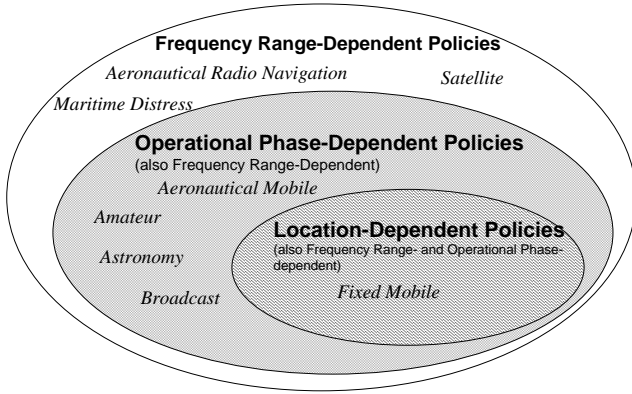 Frequency Range-Dependent Policies
Aeronautical Radio Navigation
Satellite
Maritime Distress
Operational Phase-Dependent Policies
(also Frequency Range-Dependent)
Aeronautical Mobile
Amateur
Location-Dependent Policies
(also Frequency Range- and Operational Phase-
dependent)
Astronomy
Broadcast
Fixed Mobile